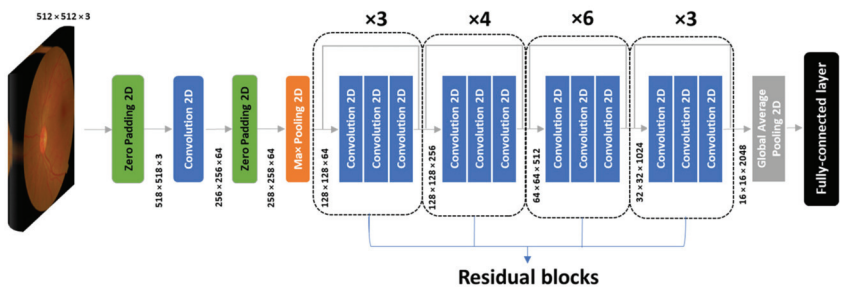 512×512×3
×3
×4
×6
×3
Zero Padding 2D
518×518×3
Convolution 2D
256×256×64
Zero Padding 2D
258×258×64
Max Pooling 2D
128×128×64
Convolution 2D
Convolution 2D
Convolution 2D
128×128×256
Convolution 2D
Convolution 2D
Convolution 2D
64×64×512
Convolution 2D
Convolution 2D
Convolution 2D
32×32×1024
Convolution 2D
Convolution 2D
Convolution 2D
16×16×2048
Global Average
Pooling 2D
Fully-connected layer
Residual blocks